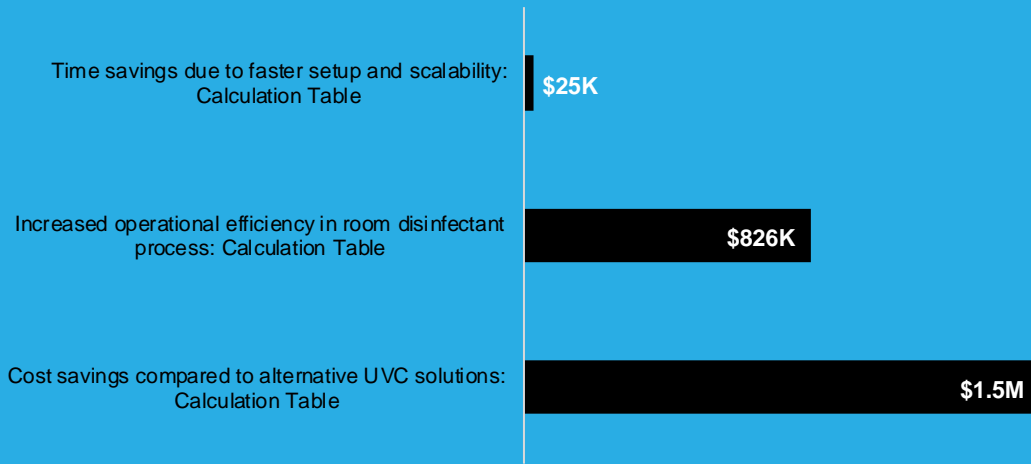 Time savings due to faster setup and scalability:
Calculation Table
$25K
Increased operational efficiency in room disinfectant
process: Calculation Table
$826K
Cost savings compared to alternative UVC solutions:
Calculation Table
$1.5M